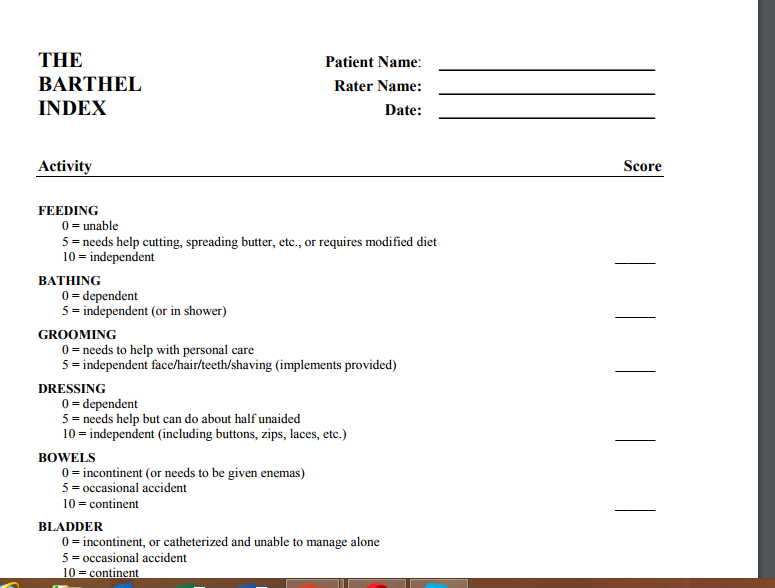 THE
BARTHEL
INDEX
Patient Name:
Rater Name:
Date:
Activity Score
FEEDING
0 = unable
5 = needs help cutting, spreading butter, etc., or requires modified diet
10 = independent
BATHING
0 = dependent
5 = independent (or in shower)
GROOMING
0 = needs to help with personal care
5 = independent face/hair/teeth/shaving (implements provided)
DRESSING
0 = dependent
5 = needs help but can do about half unaided
10 = independent (including buttons, zips, laces, etc.)
BOWELS
0 = incontinent (or needs to be given enemas)
5 = occasional accident
10 = continent
BLADDER
0 = incontinent, or catheterized and unable to manage alone
5 = occasional accident
10 = continent